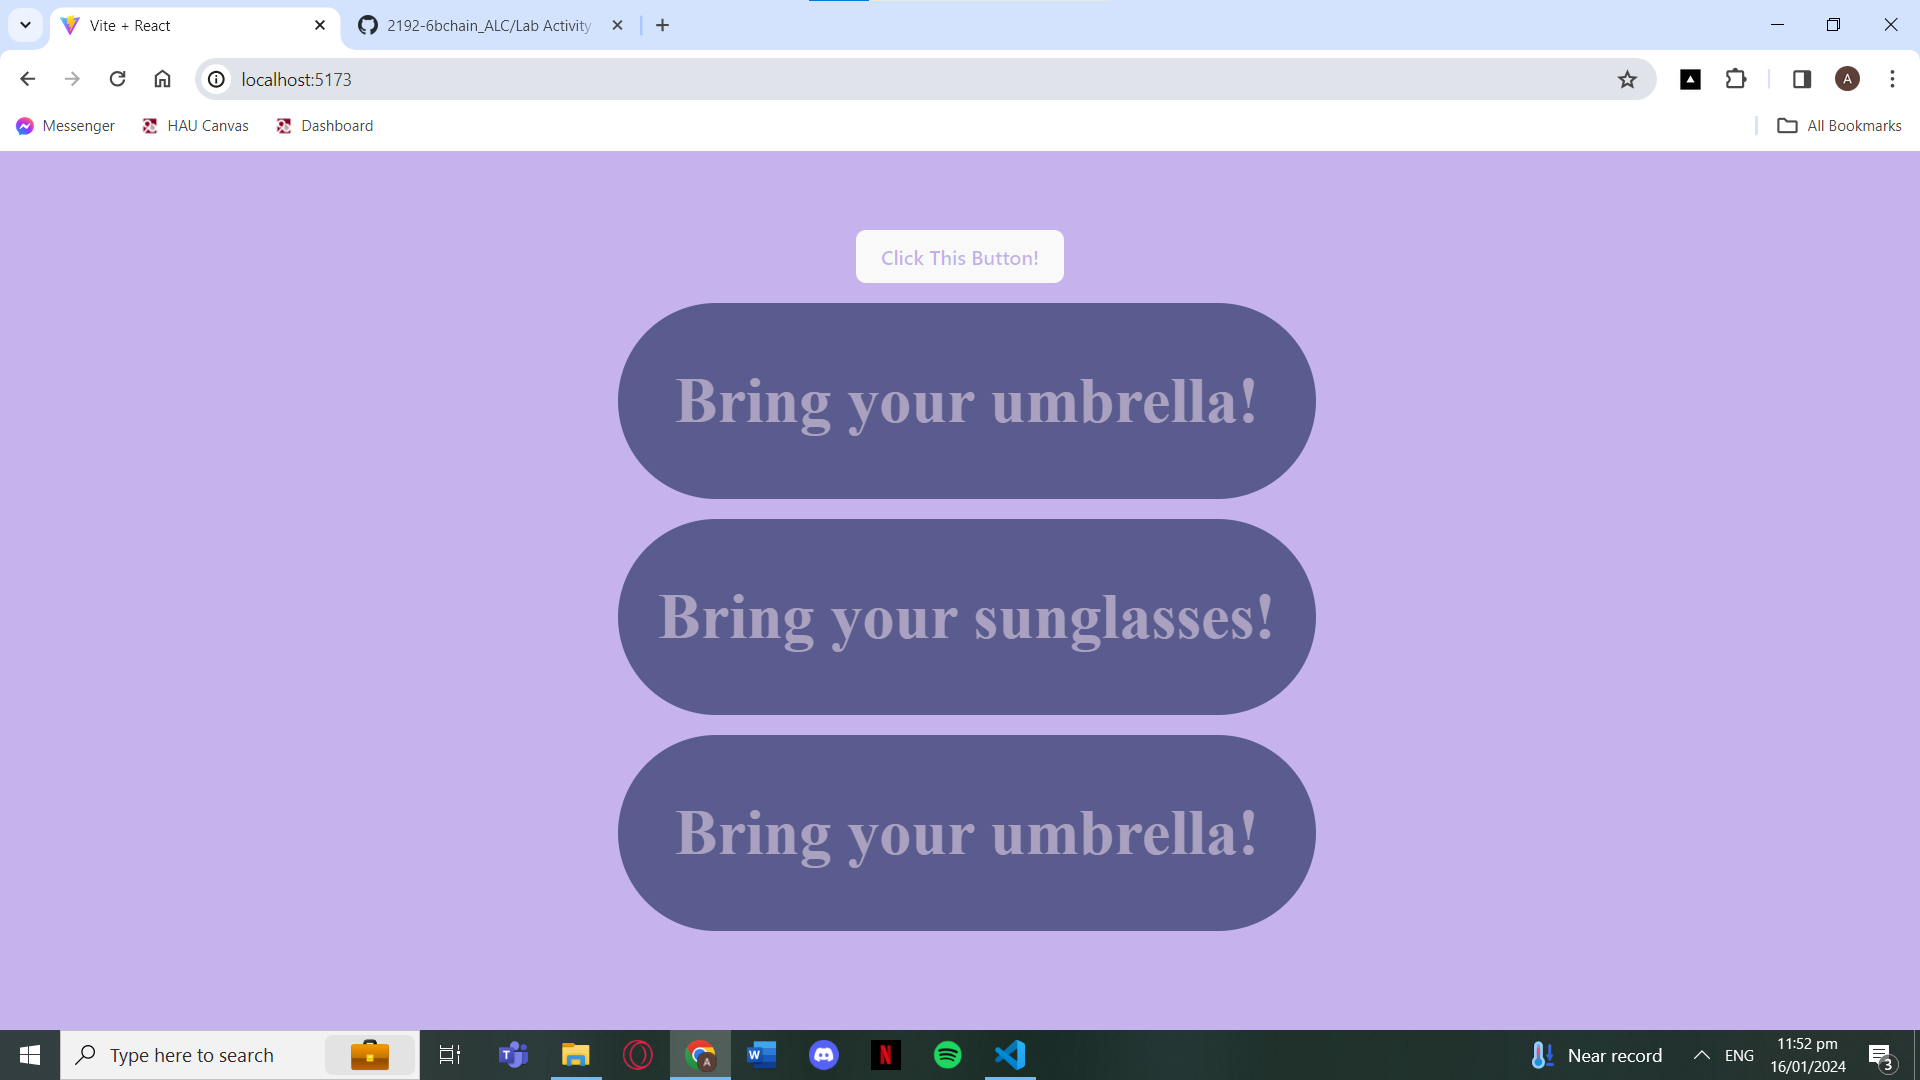 Vite + React
2192-6bchain_ALC/Lab Activity
localhost:5173
A
Messenger
HAU Canvas
Dashboard
All Bookmarks
Click This Button!
Bring your umbrella!
Bring your sunglasses!
Bring your umbrella!
Type here to search
Near record
ENG
11:52 pm
16/01/2024
3